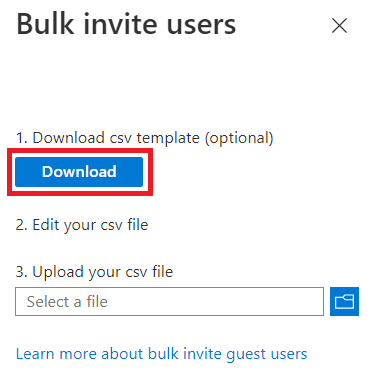 Bulk invite users
1. Download csv template (optional)
Download
2. Edit your csv file
3. Upload your csv file
Select a file
Learn more about bulk invite guest users